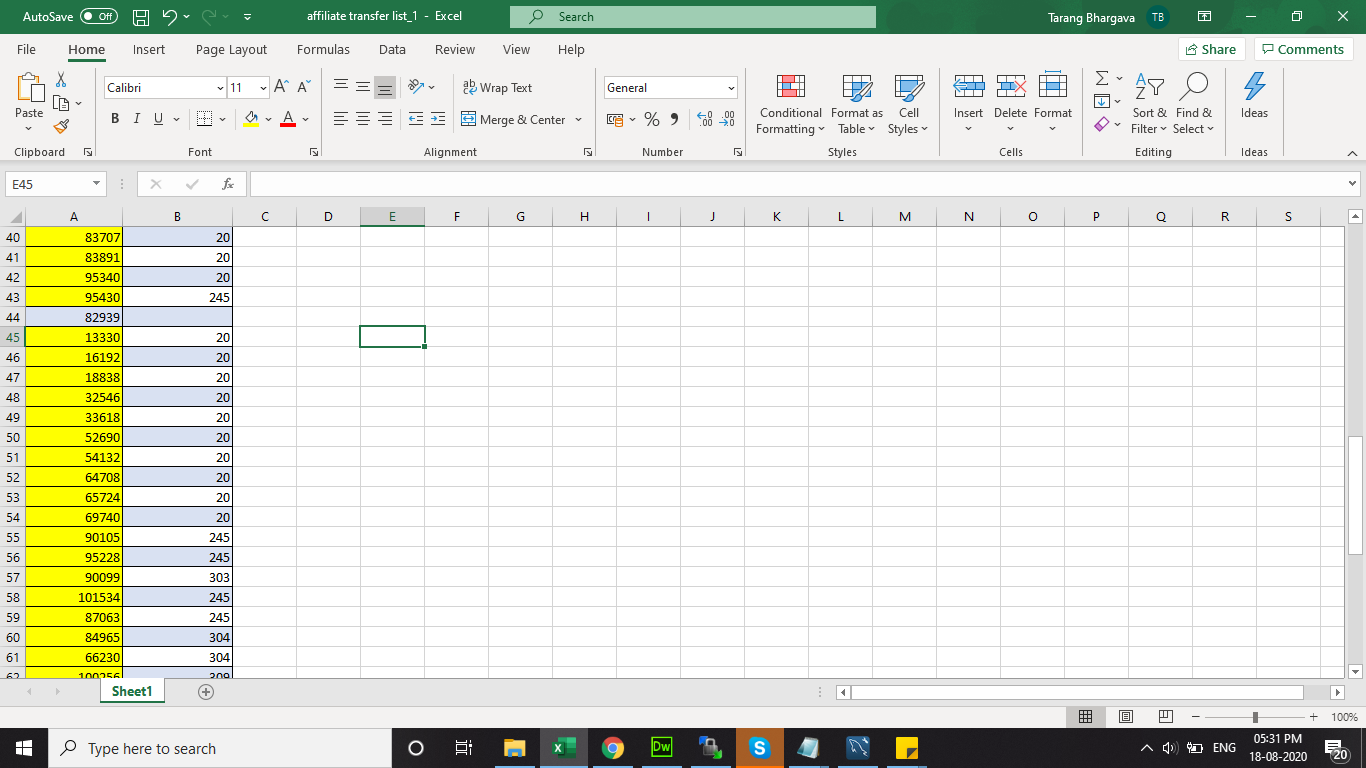 AutoSave Off affiliate transfer list_1 - Excel Search Tarang Bhargava TB
File Home Insert Page Layout Formulas Data Review View Help Share Comments
Calibri 11 Wrap Text General
Paste B I U A Merge & Center % Conditional Formatting Format as Table Cell Styles Insert Delete Format Sort & Filter Find & Select Ideas
Clipboard Font Alignment Number Styles Cells Editing Ideas
E45 fx
A B C D E F G H I J K L M N O P Q R S
40 83707 20
41 83891 20
42 95340 20
43 95430 245
44 82939
45 13330 20
46 16192 20
47 18838 20
48 32546 20
49 33618 20
50 52690 20
51 54132 20
52 64708 20
53 65724 20
54 69740 20
55 90105 245
56 95228 245
57 90099 303
58 101534 245
59 87063 245
60 84965 304
61 66230 304
62 100256 309
Sheet1
100%
Type here to search Dw ENG 05:31 PM
18-08-2020 20